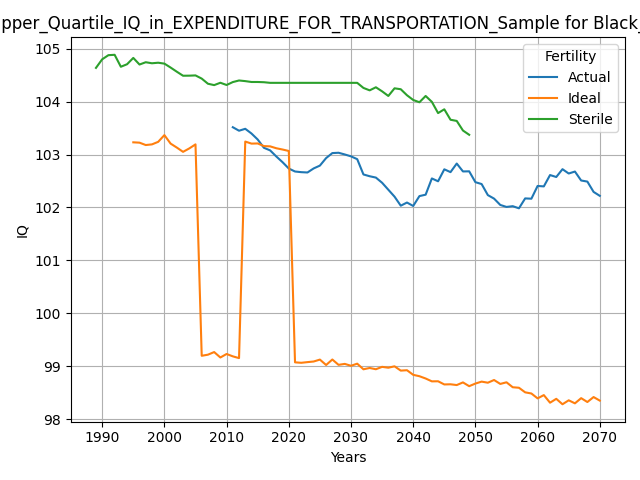 pper_Quartile_IQ_in_EXPENDITURE_FOR_TRANSPORTATION_Sample for Black_
Fertility
Actual
Ideal
Sterile
105
104
103
102
101
100
99
98
IQ
1990 2000 2010 2020 2030 2040 2050 2060 2070
Years